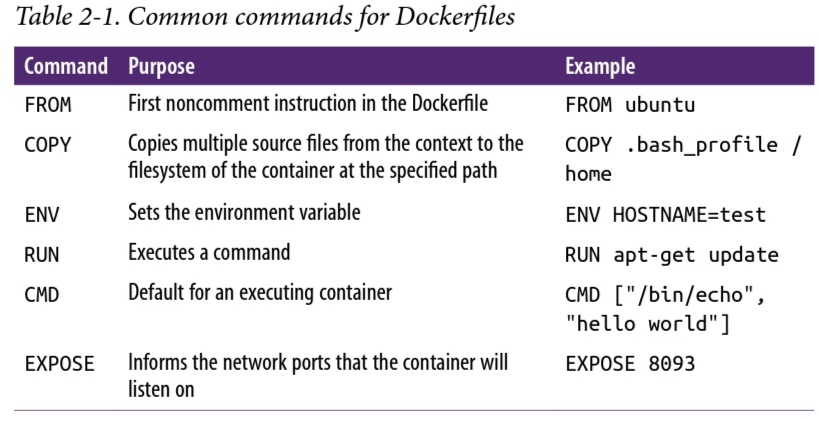 Table 2-1. Common commands for Dockerfiles
Command Purpose Example
FROM First noncomment instruction in the Dockerfile FROM ubuntu
COPY Copies multiple source files from the context to the COPY .bash_profile /
filesystem of the container at the specified path home
ENV Sets the environment variable ENV HOSTNAME=test
RUN Executes a command RUN apt-get update
CMD Default for an executing container CMD ["/bin/echo",
"hello world"]
EXPOSE Informs the network ports that the container will EXPOSE 8093
listen on